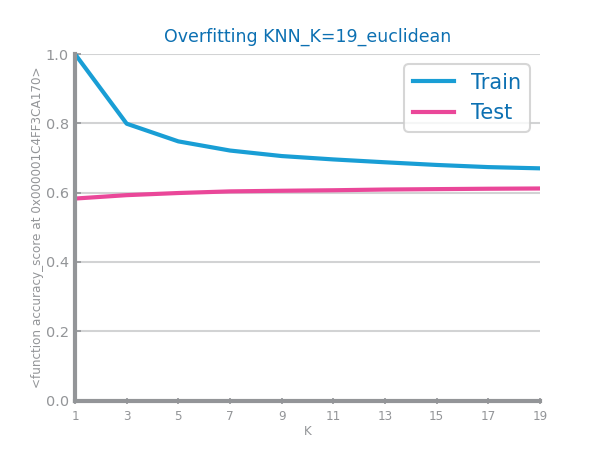 Overfitting KNN_K=19_euclidean
<function accuracy_score at 0x000001C4FF3CA170>
1.0
0.8
0.6
0.4
0.2
0.0
Train
Test
1 3 5 7 9 11 13 15 17 19
K